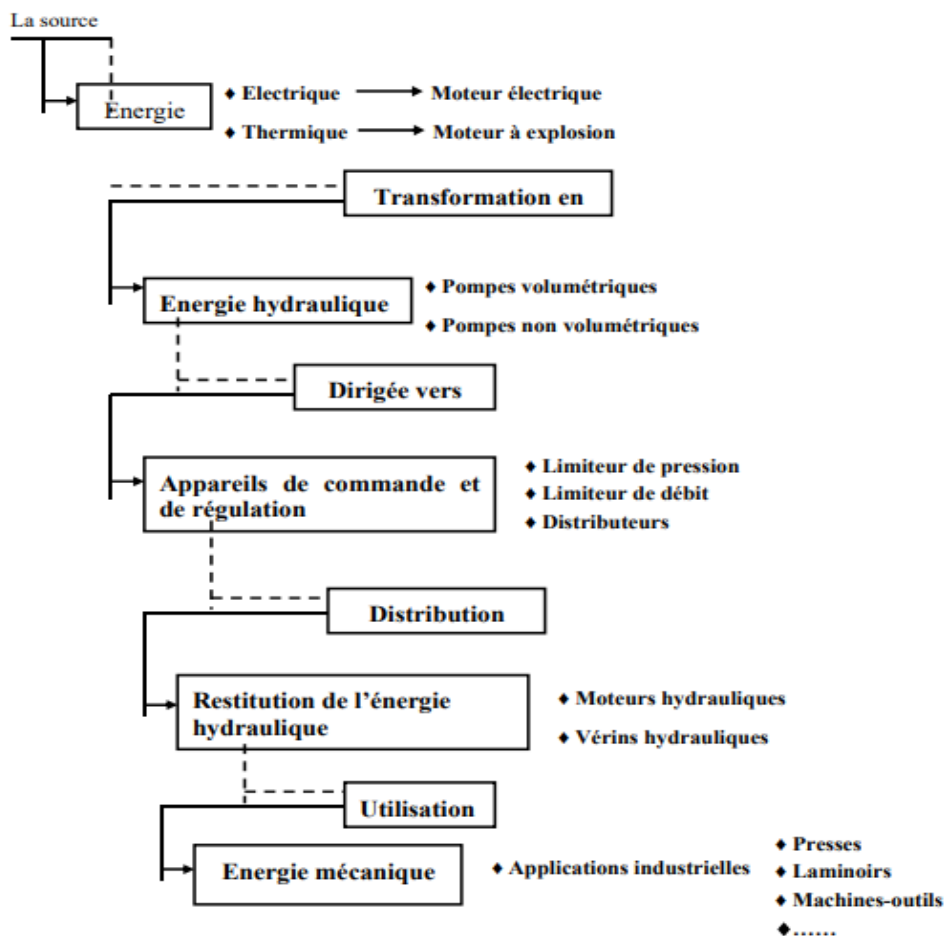 La source
Energie
♦ Electrique → Moteur électrique
♦ Thermique → Moteur à explosion
Transformation en
Energie hydraulique
♦ Pompes volumétriques
♦ Pompes non volumétriques
Dirigée vers
Appareils de commande et
de régulation
♦ Limiteur de pression
♦ Limiteur de débit
♦ Distributeurs
Distribution
Restitution de l'énergie
hydraulique
♦ Moteurs hydrauliques
♦ Vérins hydrauliques
Utilisation
Energie mécanique
♦ Applications industrielles
♦ Presses
♦ Laminoirs
♦ Machines-outils
♦......